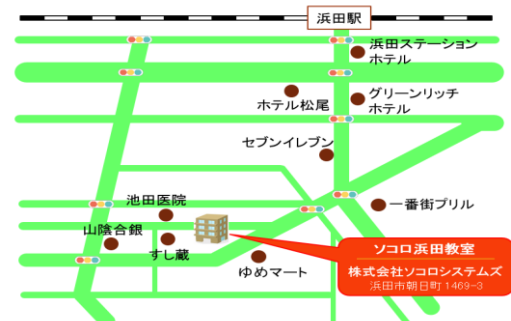 浜田駅
浜田ステーション
ホテル
グリーンリッチ
ホテル
ホテル松尾
セブンイレブン
池田医院
一番街プリル
山陰合銀
すし蔵
ゆめマート
ソコロ浜田教室
株式会社ソコロシステムズ
浜田市朝日町1469-3